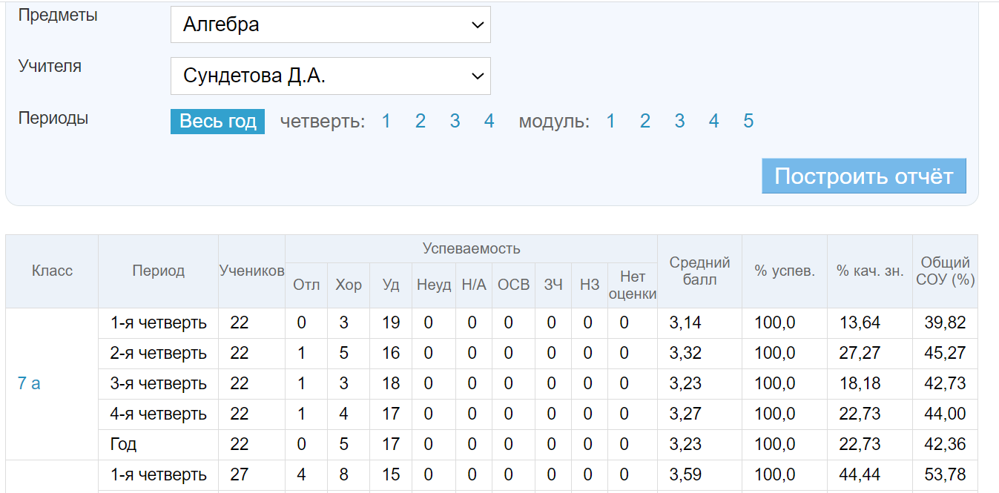 Предметы Алгебра
Учителя Сундетова Д.А.
Периоды Весь год четверть: 1 2 3 4 модуль: 1 2 3 4 5
Построить отчёт
Класс Период Учеников Успеваемость Средний балл % успев. % кач. зн. Общий СОУ (%)
Отл Хор Уд Неуд Н/А ОСВ ЗЧ НЗ Нет оценки
7 а
1-я четверть 22 0 3 19 0 0 0 0 0 0 3,14 100,0 13,64 39,82
2-я четверть 22 1 5 16 0 0 0 0 0 0 3,32 100,0 27,27 45,27
3-я четверть 22 1 3 18 0 0 0 0 0 0 3,23 100,0 18,18 42,73
4-я четверть 22 1 4 17 0 0 0 0 0 0 3,27 100,0 22,73 44,00
Год 22 0 5 17 0 0 0 0 0 0 3,23 100,0 22,73 42,36
1-я четверть 27 4 8 15 0 0 0 0 0 0 3,59 100,0 44,44 53,78